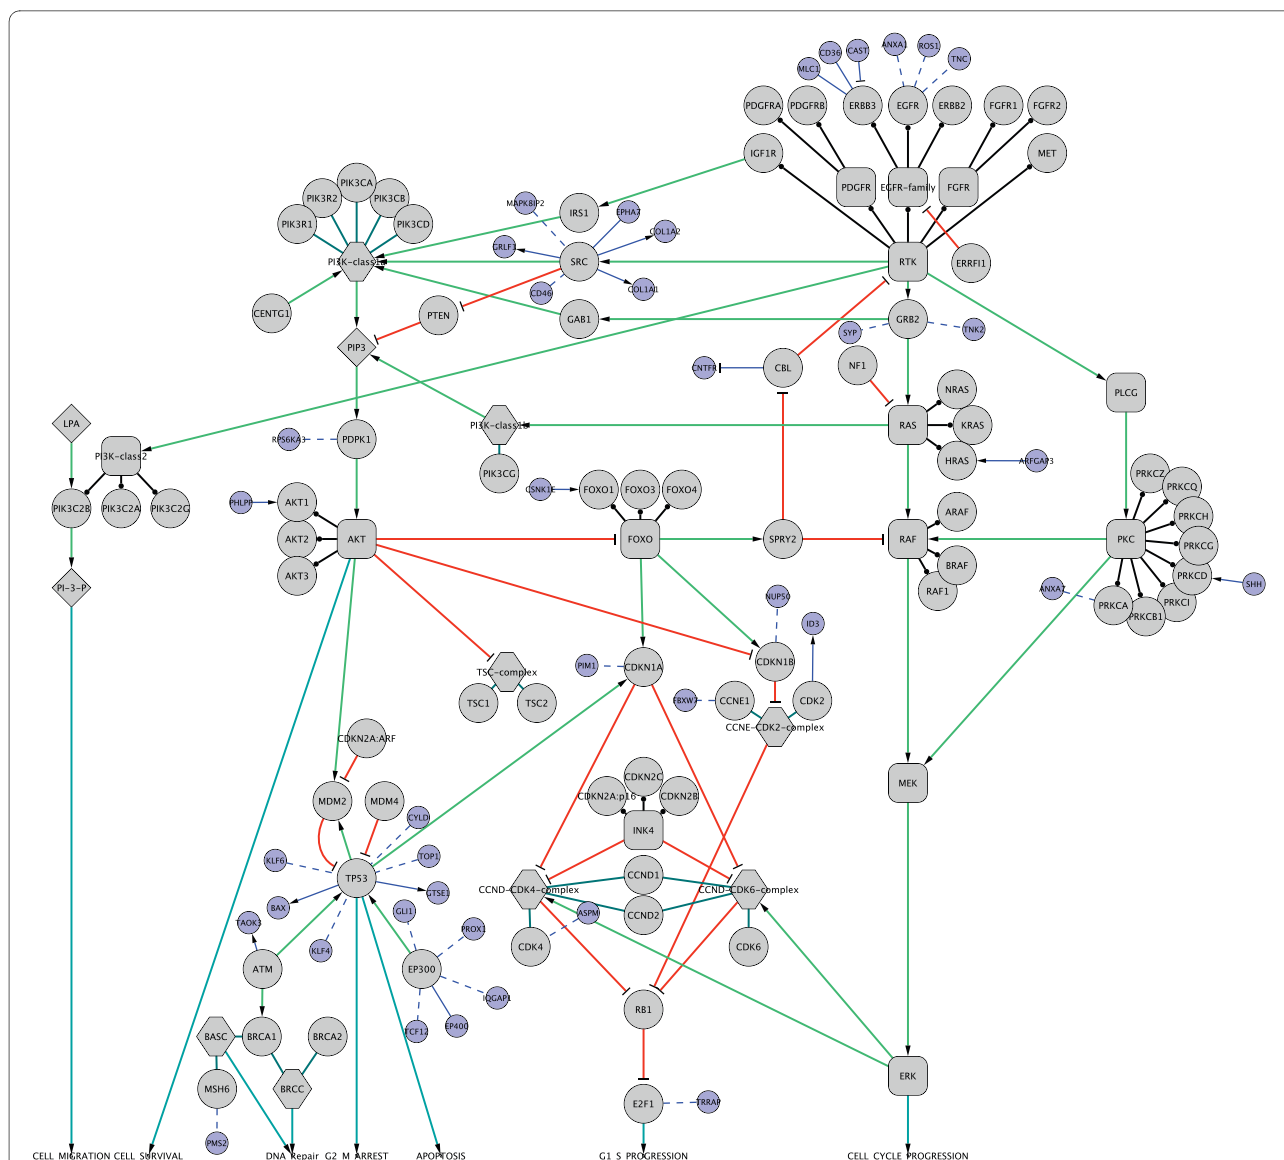 ANXA1
ROS1
CD36
CAST
TNC
MLC1
PDGFRA
PDGFRB
ERBB3
EGFR
ERBB2
FGFR1
FGFR2
IGF1R
MET
PIK3CA
PIK3R2
PIK3CB
PDGFR
EGFR-family
FGFR
PIK3R1
PIK3CD
MAPK8IP2
IRS1
EPHA7
COL1A2
GRLF1
PI3K-class1a
SRC
RTK
ERRFI1
CD46
COL1A1
CENTG1
PTEN
GAB1
GRB2
SYP
TNK2
PIP3
CNTFR
CBL
NF1
NRAS
PLCG
LPA
RPS6KA3
PDPK1
PI3K-class1b
RAS
KRAS
PI3K-class2
HRAS
ARFGAP3
PIK3CG
PRKCZ
PRKCQ
CSNK1E
FOXO1
FOXO3
FOXO4
PHLPP
AKT1
PIK3C2B
PIK3C2A
PIK3C2G
ARAF
PRKCH
AKT2
AKT
FOXO
SPRY2
RAF
PKC
PRKCG
AKT3
BRAF
PRKCD
SHH
PI-3-P
RAF1
ANXA7
PRKCA
PRKCB1
PRKCI
NUP50
ID3
PIM1
CDKN1A
CDKN1B
TSC-complex
TSC1
TSC2
FBXW7
CCNE1
CDK2
CCNE-CDK2-complex
CDKN2A:ARF
CDKN2C
MEK
MDM2
MDM4
CDKN2A:p16
CDKN2B
CYLD
INK4
KLF6
TOP1
TP53
CCND1
CCND-CDK4-complex
CCND-CDK6-complex
GTSE1
BAX
GLI1
CCND2
ASPM
TAOK3
PROX1
KLF4
CDK4
CDK6
ATM
EP300
IQGAP1
RB1
TCF12
EP400
BASC
BRCA1
BRCA2
ERK
MSH6
BRCC
E2F1
TRRAP
PMS2
CELL MIGRATION CELL SURVIVAL DNA Repair G2 M ARREST APOPTOSIS G1 S PROGRESSION CELL CYCLE PROGRESSION